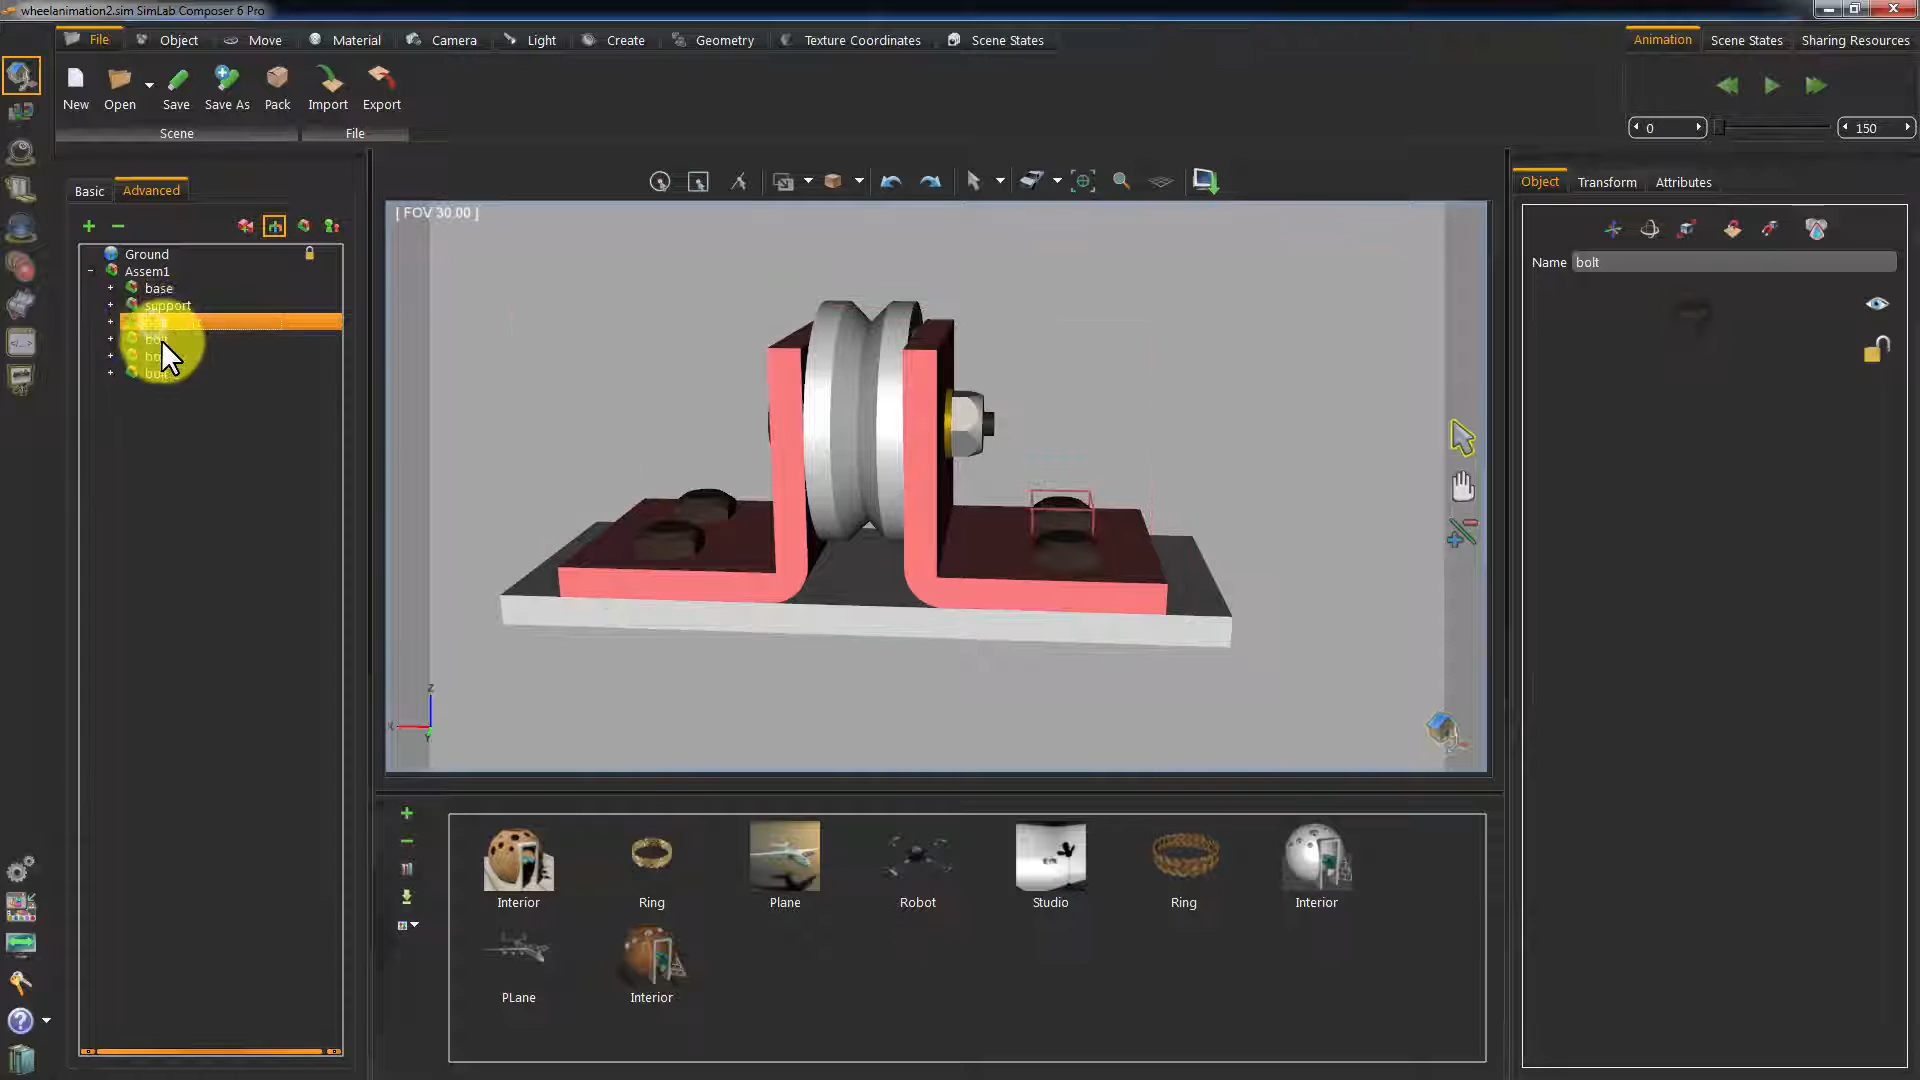 wheelanimation2.sim SimLab Composer 6 Pro
File Object Move Material Camera Light Create Geometry Texture Coordinates Scene States
Animation Scene States Sharing Resources
New Open Save Save As Pack Import Export
Scene File
0 150
Basic Advanced
Object Transform Attributes
[ FOV 30.00 ]
Ground
Assem1
base
support
Name bolt
Z
X
Y
Interior Ring Plane Robot Studio Ring Interior
PLane Interior